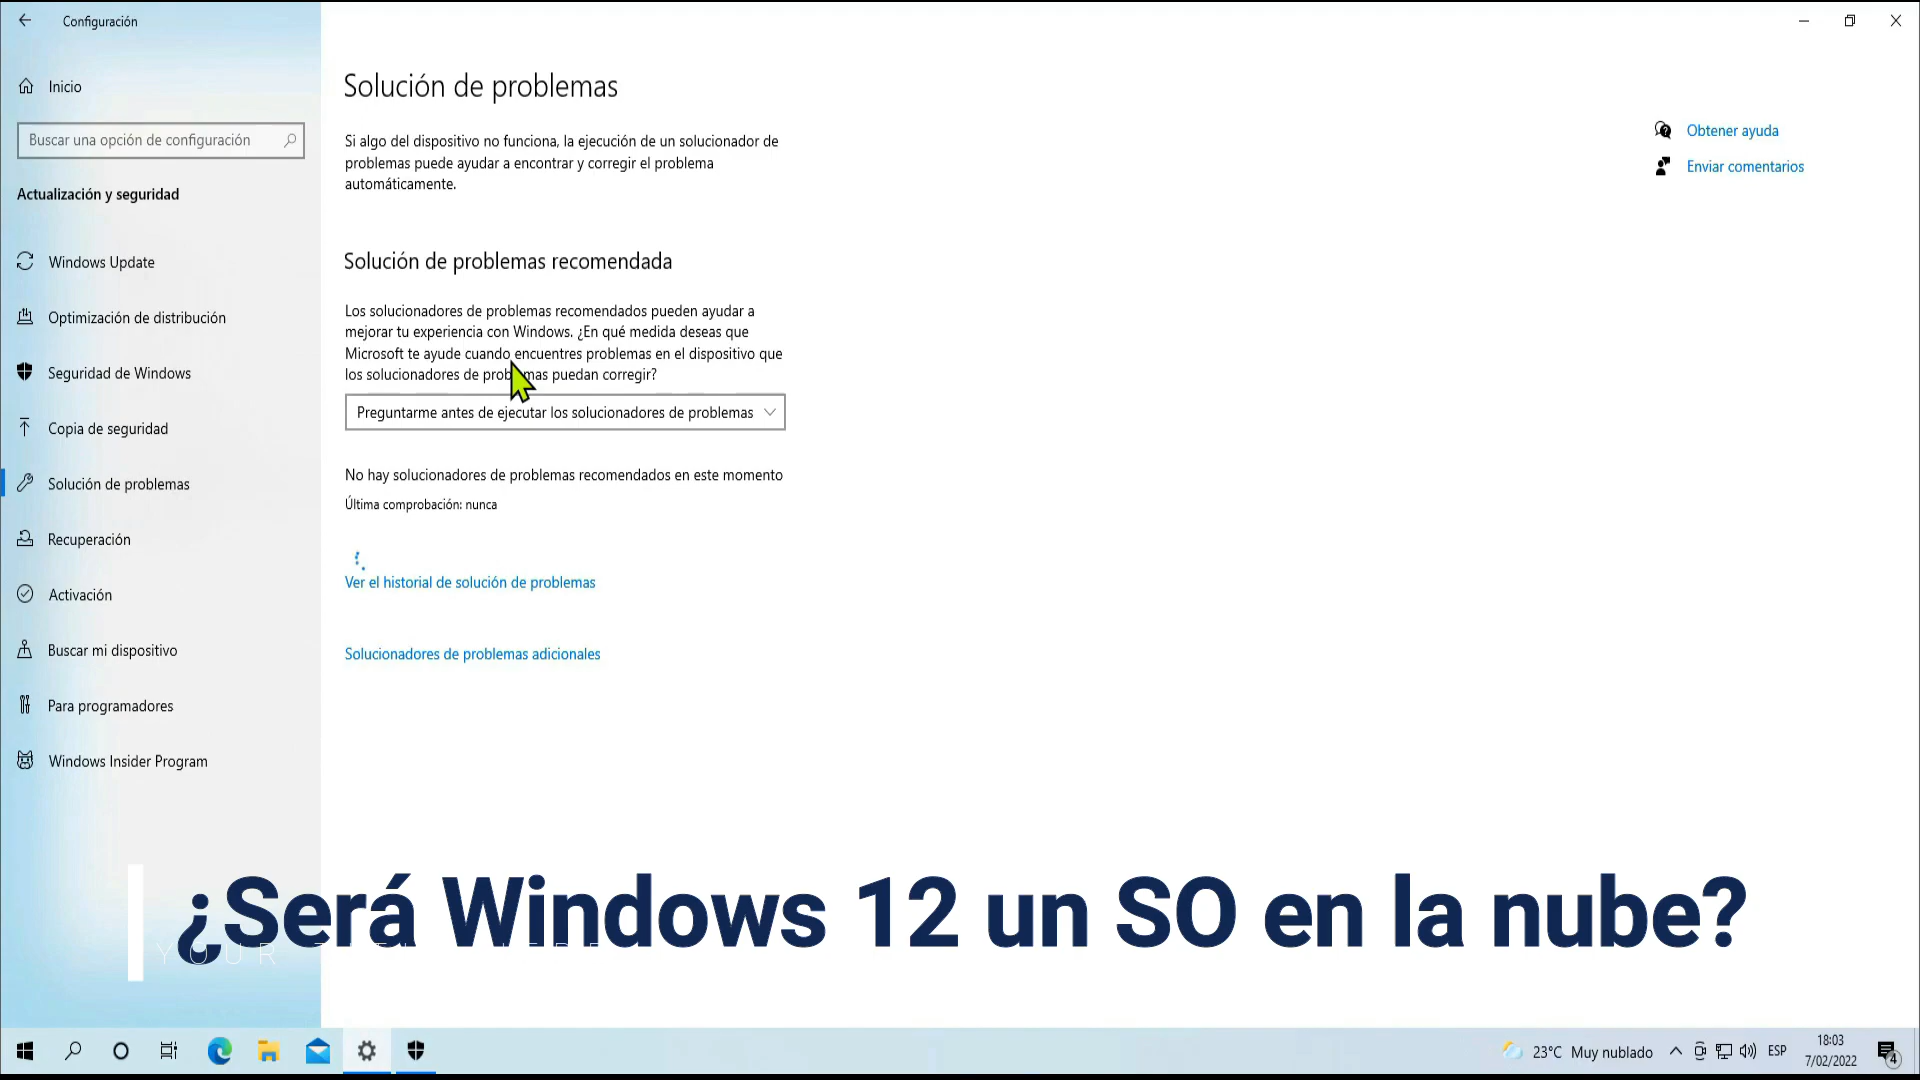 Configuración
Inicio
Buscar una opción de configuración
Actualización y seguridad
Windows Update
Optimización de distribución
Seguridad de Windows
Copia de seguridad
Solución de problemas
Recuperación
Activación
Buscar mi dispositivo
Para programadores
Windows Insider Program
Solución de problemas
Si algo del dispositivo no funciona, la ejecución de un solucionador de
problemas puede ayudar a encontrar y corregir el problema
automáticamente.
Solución de problemas recomendada
Los solucionadores de problemas recomendados pueden ayudar a
mejorar tu experiencia con Windows. ¿En qué medida deseas que
Microsoft te ayude cuando encuentres problemas en el dispositivo que
los solucionadores de problemas puedan corregir?
Preguntarme antes de ejecutar los solucionadores de problemas
No hay solucionadores de problemas recomendados en este momento
Última comprobación: nunca
Ver el historial de solución de problemas
Solucionadores de problemas adicionales
Obtener ayuda
Enviar comentarios
¿Será Windows 12 un SO en la nube?
YOUR
23°C Muy nublado
ESP
18:03
7/02/2022
4